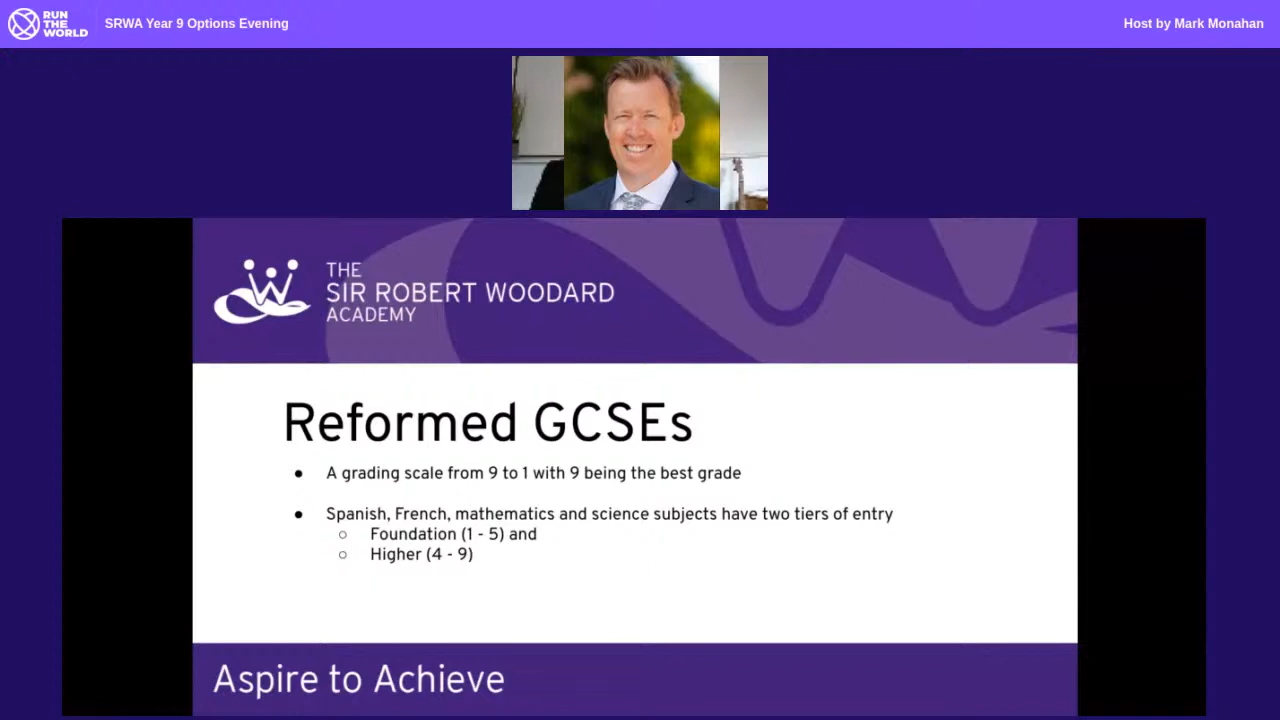 RUN
THE
WORLD
SRWA Year 9 Options Evening
Host by Mark Monahan
THE
SIR ROBERT WOODARD
ACADEMY
Reformed GCSEs
● A grading scale from 9 to 1 with 9 being the best grade
● Spanish, French, mathematics and science subjects have two tiers of entry
○ Foundation (1 - 5) and
○ Higher (4 - 9)
Aspire to Achieve